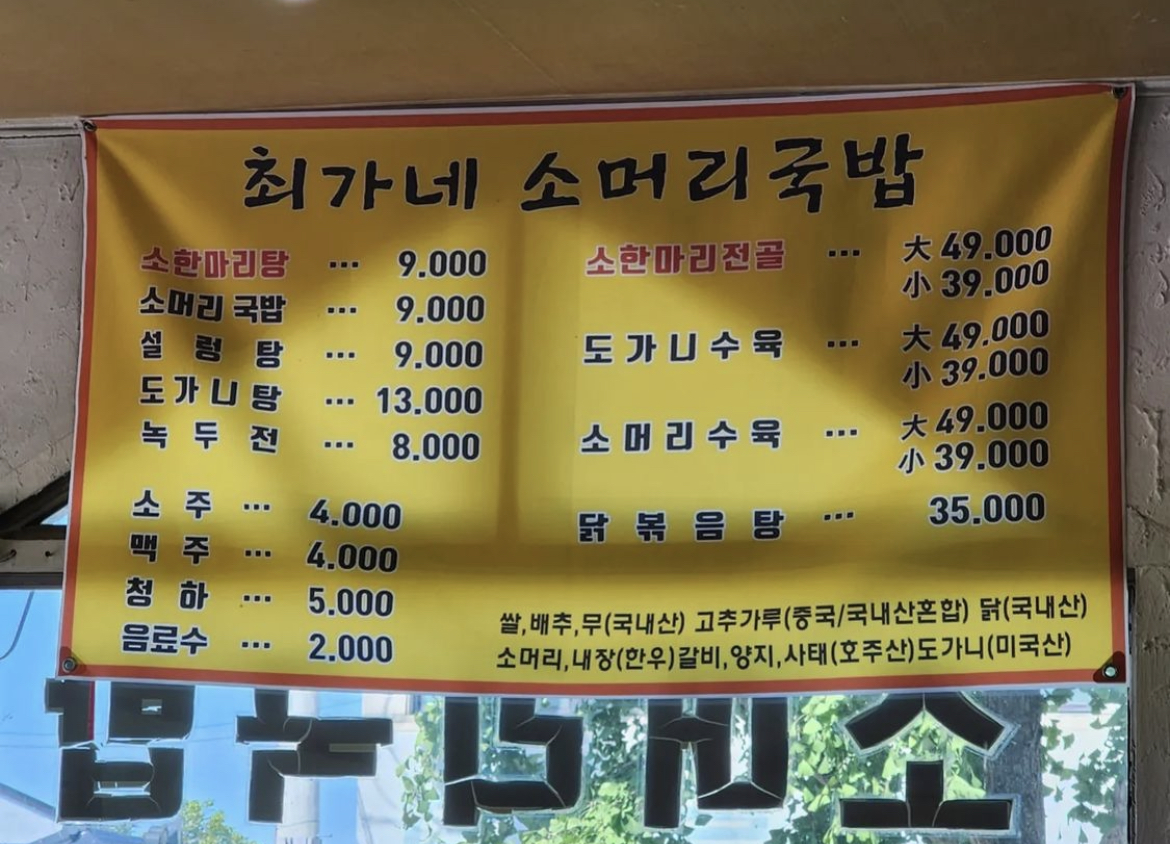 최가네 소머리국밥
소한마리탕 ... 9.000
소머리국밥 ... 9.000
설렁탕 ... 9.000
도가니탕 ... 13.000
녹두전 ... 8.000
소주 ... 4.000
맥주 ... 4.000
청하 ... 5.000
음료수 ... 2.000
소한마리전골 ... 大 49.000
小 39.000
도가니수육 ... 大 49.000
小 39.000
소머리수육 ... 大 49.000
小 39.000
닭볶음탕 ... 35.000
쌀,배추,무(국내산) 고추가루(중국/국내산혼합) 닭(국내산)
소머리,내장(한우)갈비,양지,사태(호주산)도가니(미국산)